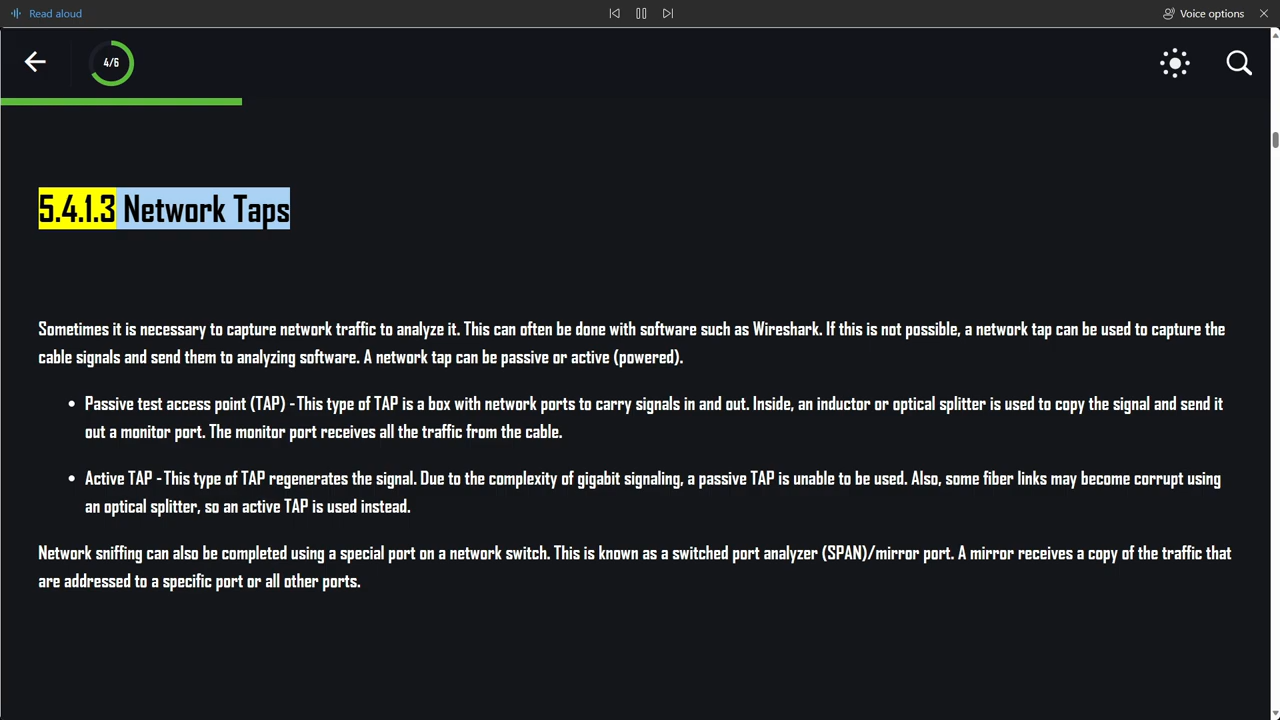 Read aloud
Voice options
4/6
5.4.1.3 Network Taps
Sometimes it is necessary to capture network traffic to analyze it. This can often be done with software such as Wireshark. If this is not possible, a network tap can be used to capture the
cable signals and send them to analyzing software. A network tap can be passive or active (powered).
• Passive test access point (TAP) - This type of TAP is a box with network ports to carry signals in and out. Inside, an inductor or optical splitter is used to copy the signal and send it
out a monitor port. The monitor port receives all the traffic from the cable.
• Active TAP - This type of TAP regenerates the signal. Due to the complexity of gigabit signaling, a passive TAP is unable to be used. Also, some fiber links may become corrupt using
an optical splitter, so an active TAP is used instead.
Network sniffing can also be completed using a special port on a network switch. This is known as a switched port analyzer (SPAN)/mirror port. A mirror receives a copy of the traffic that
are addressed to a specific port or all other ports.